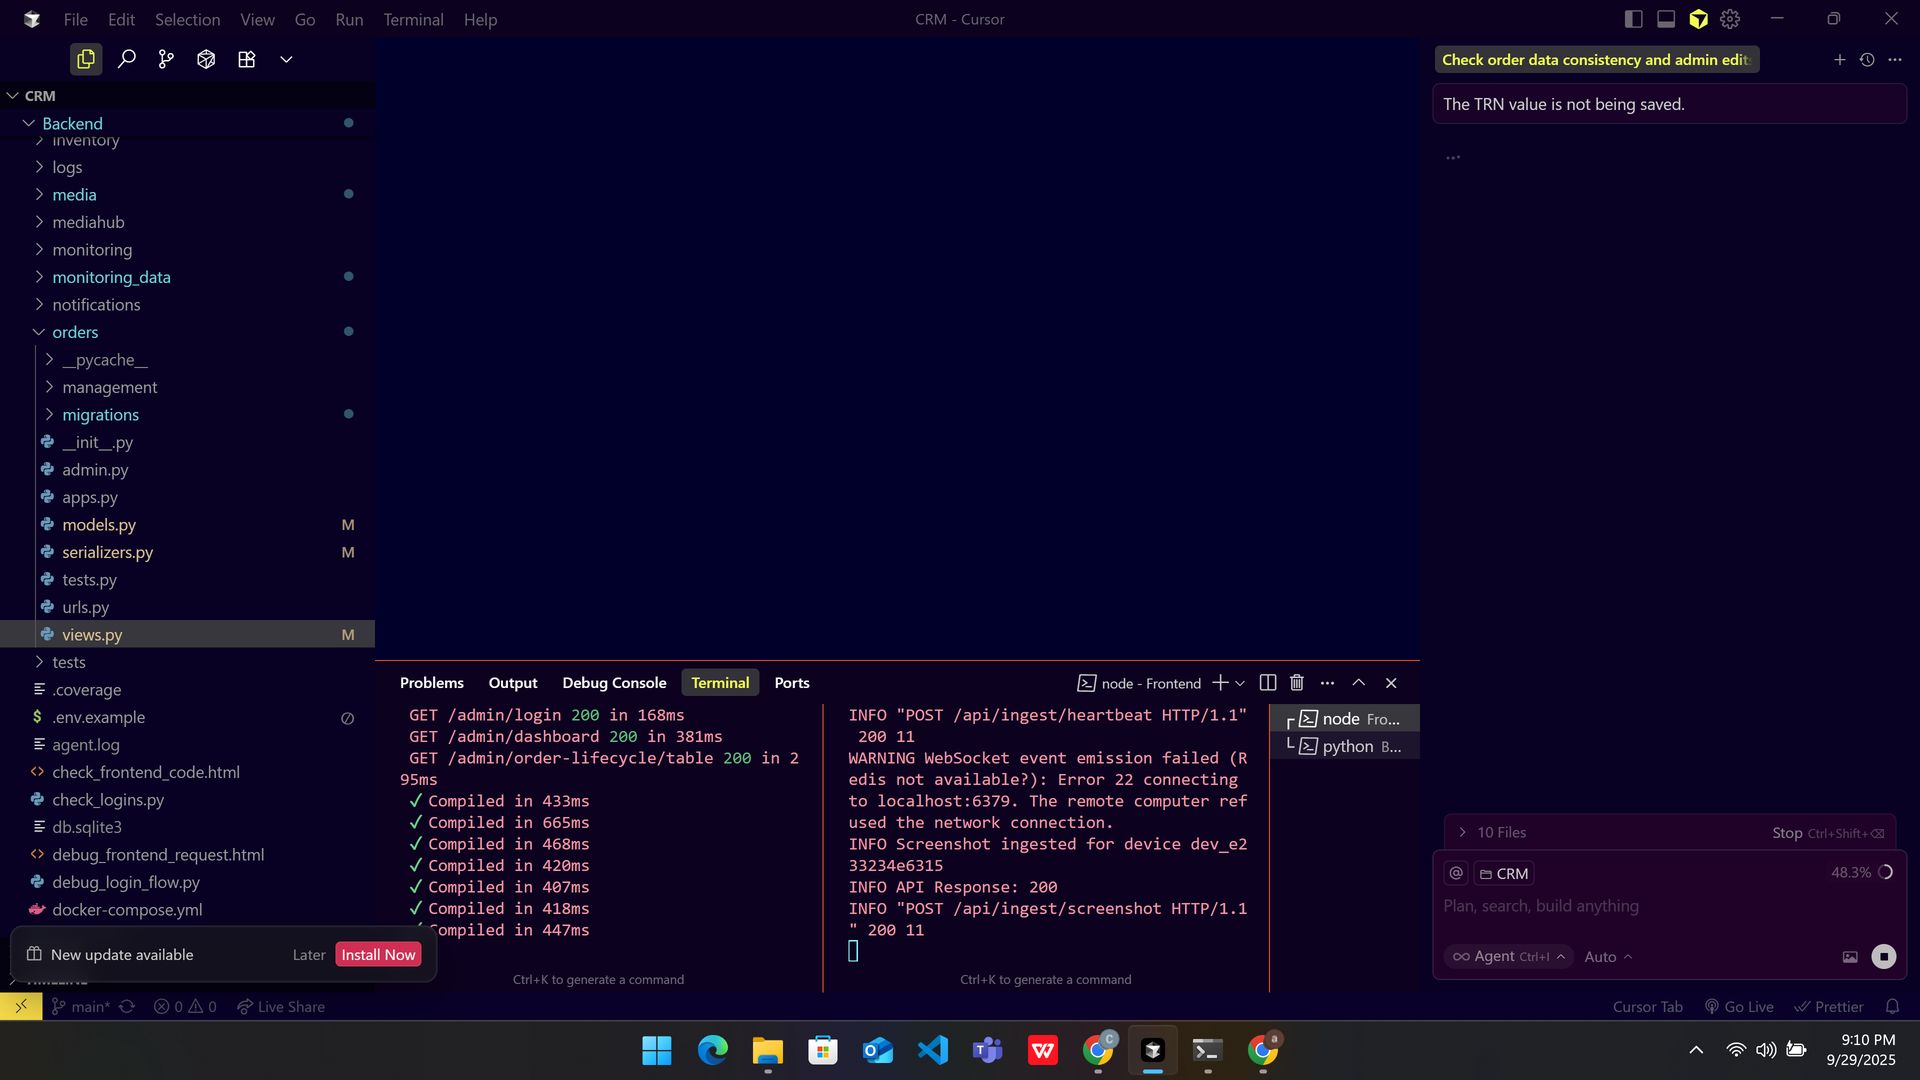 File Edit Selection View Go Run Terminal Help
CRM - Cursor
CRM
Backend
inventory
logs
media
mediahub
monitoring
monitoring_data
notifications
orders
__pycache__
management
migrations
__init__.py
admin.py
apps.py
models.py M
serializers.py M
tests.py
urls.py
views.py M
tests
.coverage
.env.example
agent.log
check_frontend_code.html
check_logins.py
db.sqlite3
debug_frontend_request.html
debug_login_flow.py
docker-compose.yml
New update available Later Install Now
TIMELINE
main* 0 0 Live Share
Problems Output Debug Console Terminal Ports
node - Frontend
GET /admin/login 200 in 168ms
GET /admin/dashboard 200 in 381ms
GET /admin/order-lifecycle/table 200 in 2
95ms
✓ Compiled in 433ms
✓ Compiled in 665ms
✓ Compiled in 468ms
✓ Compiled in 420ms
✓ Compiled in 407ms
✓ Compiled in 418ms
✓ Compiled in 447ms
Ctrl+K to generate a command
INFO "POST /api/ingest/heartbeat HTTP/1.1"
200 11
WARNING WebSocket event emission failed (R
edis not available?): Error 22 connecting
to localhost:6379. The remote computer ref
used the network connection.
INFO Screenshot ingested for device dev_e2
33234e6315
INFO API Response: 200
INFO "POST /api/ingest/screenshot HTTP/1.1
" 200 11
Ctrl+K to generate a command
node Fro...
python B...
Check order data consistency and admin edit
The TRN value is not being saved.
...
10 Files Stop Ctrl+Shift+⌫
@ CRM 48.3%
Plan, search, build anything
Agent Ctrl+I Auto
Cursor Tab Go Live Prettier
9:10 PM
9/29/2025